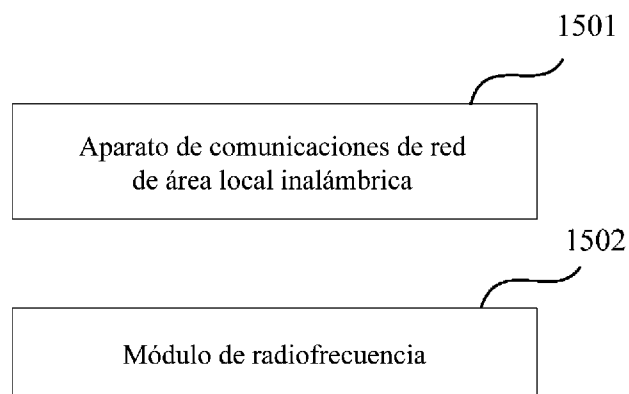 1501
Aparato de comunicaciones de red
de área local inalámbrica
1502
Módulo de radiofrecuencia